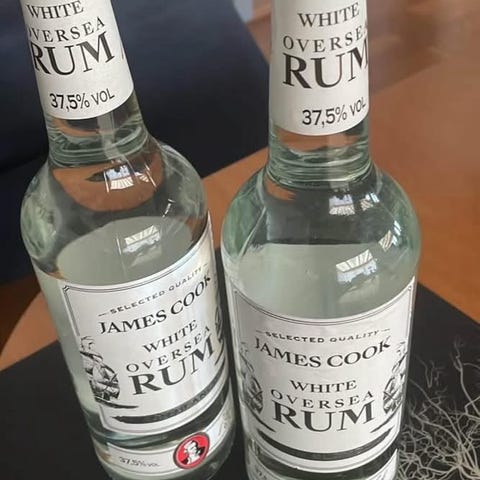 WHITE
OVERSEA
RUM
37,5% VOL
SELECTED QUALITY
JAMES COOK
WHITE
OVERSEA
RUM
37,5% VOL
WHITE
OVERSEA
RUM
37,5% VOL
SELECTED QUALITY
JAMES COOK
WHITE
OVERSEA
RUM